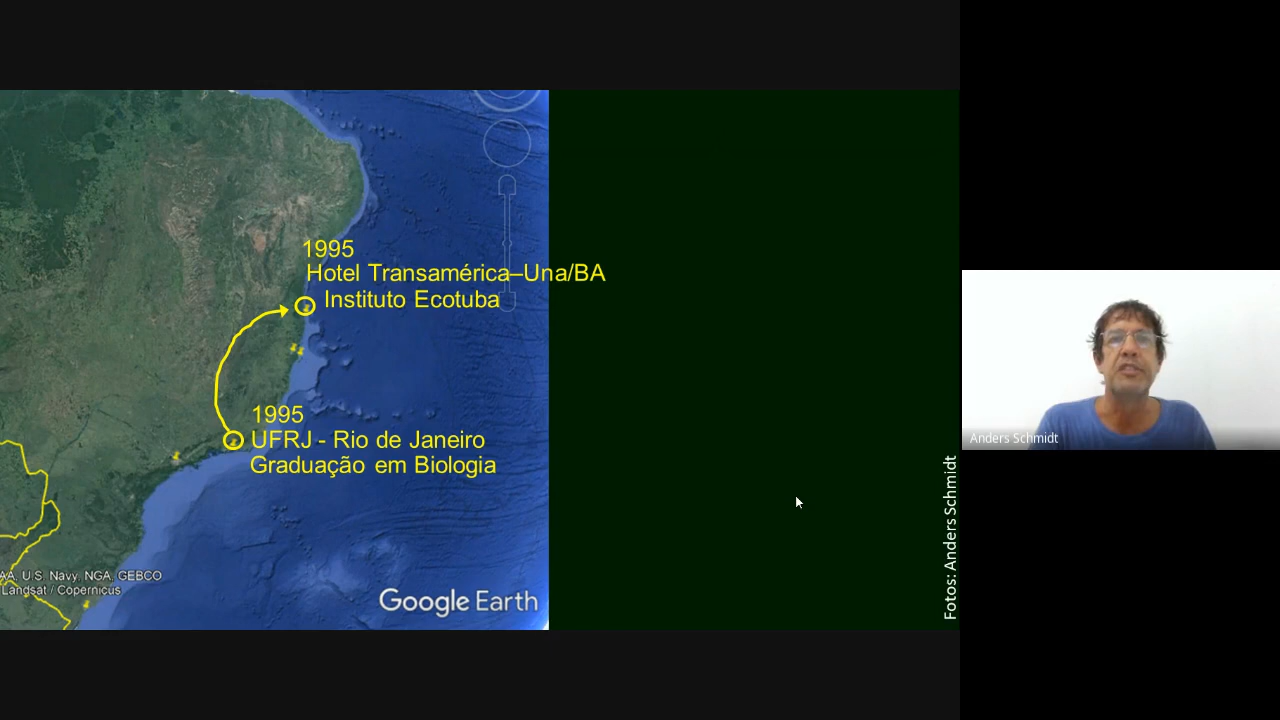 1995
Hotel Transamérica–Una/BA
Instituto Ecotuba
1995
UFRJ - Rio de Janeiro
Graduação em Biologia
AA, U.S. Navy, NGA, GEBCO
Landsat / Copernicus
Google Earth
Fotos: Anders Schmidt
Anders Schmidt